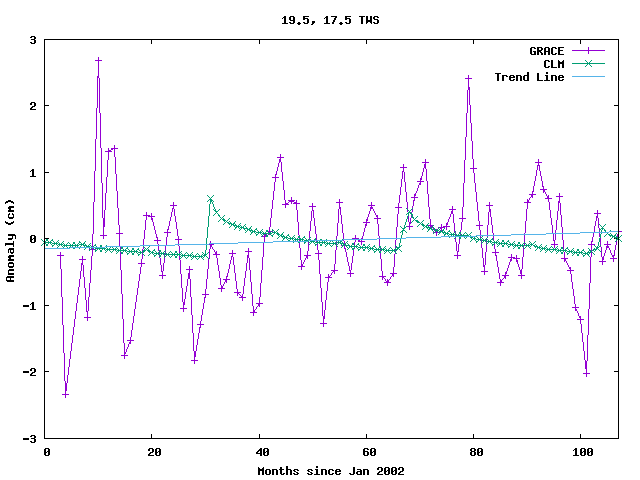 19.5, 17.5 TWS
GRACE
CLM
Trend Line
3
2
1
0
-1
-2
-3
Anomaly (cm)
0 20 40 60 80 100
Months since Jan 2002